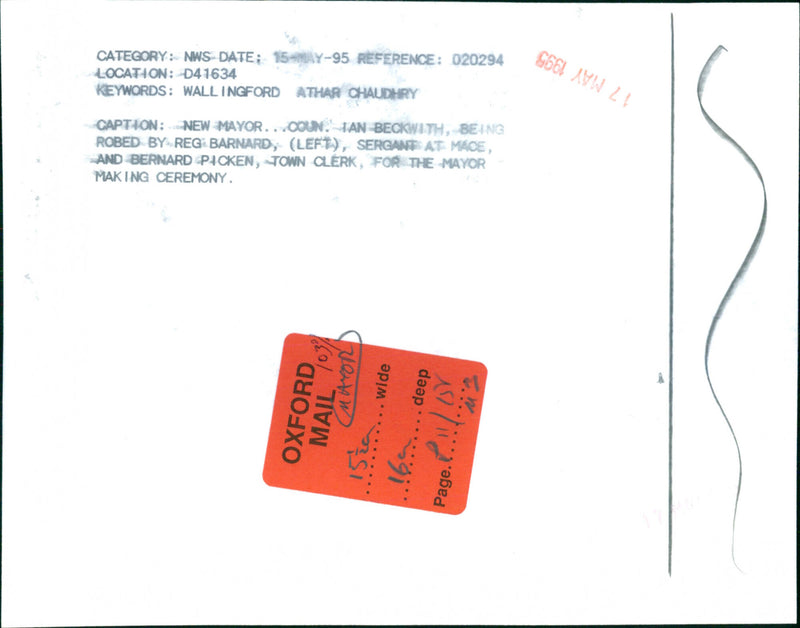 CATEGORY: NWS DATE; 15-MAY-95 REFERENCE: 020294
LOCATION: D41634
KEYWORDS: WALLINGFORD ATHAR CHAUDHRY
CAPTION: NEW MAYOR...COUN. IAN BECKWITH, BEING
ROBED BY REG BARNARD, (LEFT), SERGANT AT MACE,
AND BERNARD PICKEN, TOWN CLERK, FOR THE MAYOR
MAKING CEREMONY.
17 MAY 1995
OXFORD
MAIL
103%
MAYOR
wide
16
deep
Page